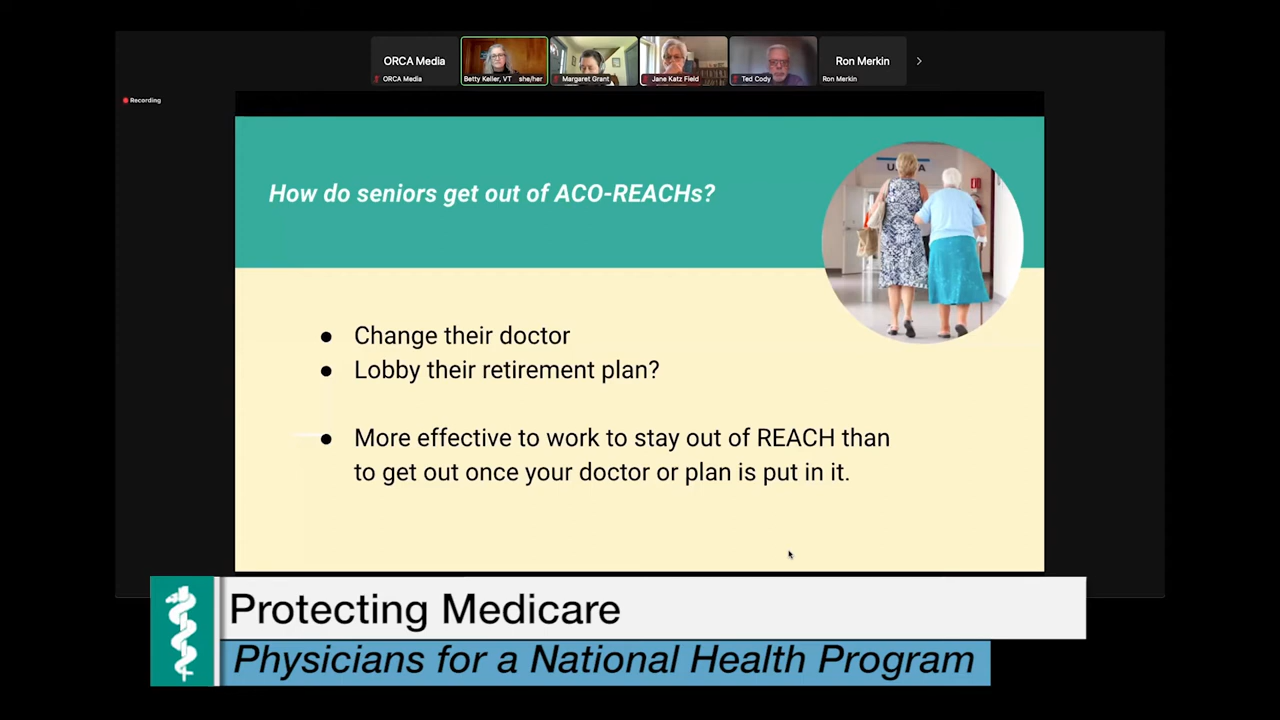 ORCA Media
Ron Merkin
ORCA Media
Betty Keller, VT she/her
Margaret Grant
Jane Katz Field
Ted Cody
Ron Merkin
Recording
How do seniors get out of ACO-REACHs?
● Change their doctor
● Lobby their retirement plan?
● More effective to work to stay out of REACH than
to get out once your doctor or plan is put in it.
Protecting Medicare
Physicians for a National Health Program